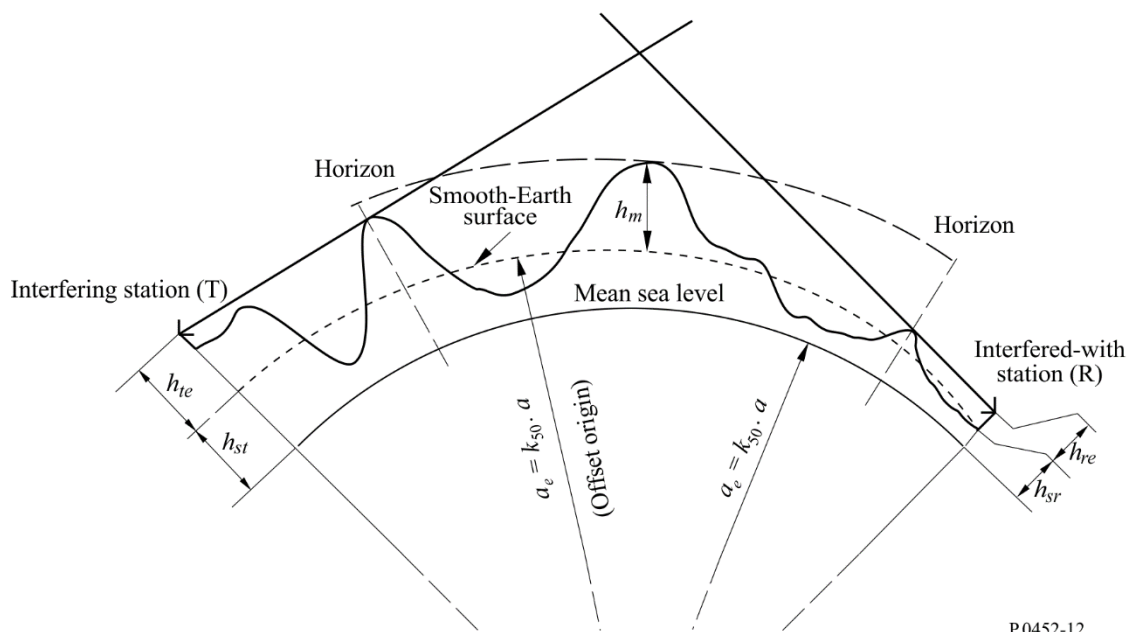 Horizon
Smooth-Earth
surface
h_m
Horizon
Interfering station (T)
Mean sea level
Interfered-with
station (R)
h_te
h_st
a_e = k_50 · a
(Offset origin)
a_e = k_50 · a
h_re
h_sr
P.0452-12